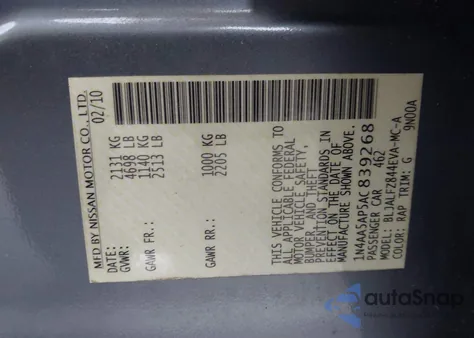 MFD BY NISSAN MOTOR CO., LTD.
DATE: 02/10
GVWR: 2131 KG
4698 LB
GAWR FR: 1140 KG
2513 LB
GAWR RR: 1000 KG
2205 LB
THIS VEHICLE CONFORMS TO
ALL APPLICABLE FEDERAL
MOTOR VEHICLE SAFETY,
BUMPER, AND THEFT
PREVENTION STANDARDS IN
EFFECT ON THE DATE OF
MANUFACTURE SHOWN ABOVE.
1N4AA5AP5AC839268
PASSENGER CAR 462
MODEL: BLJALFZ844EVA-MC-A
COLOR: RAP TRIM: G 9N00A
autoSnap